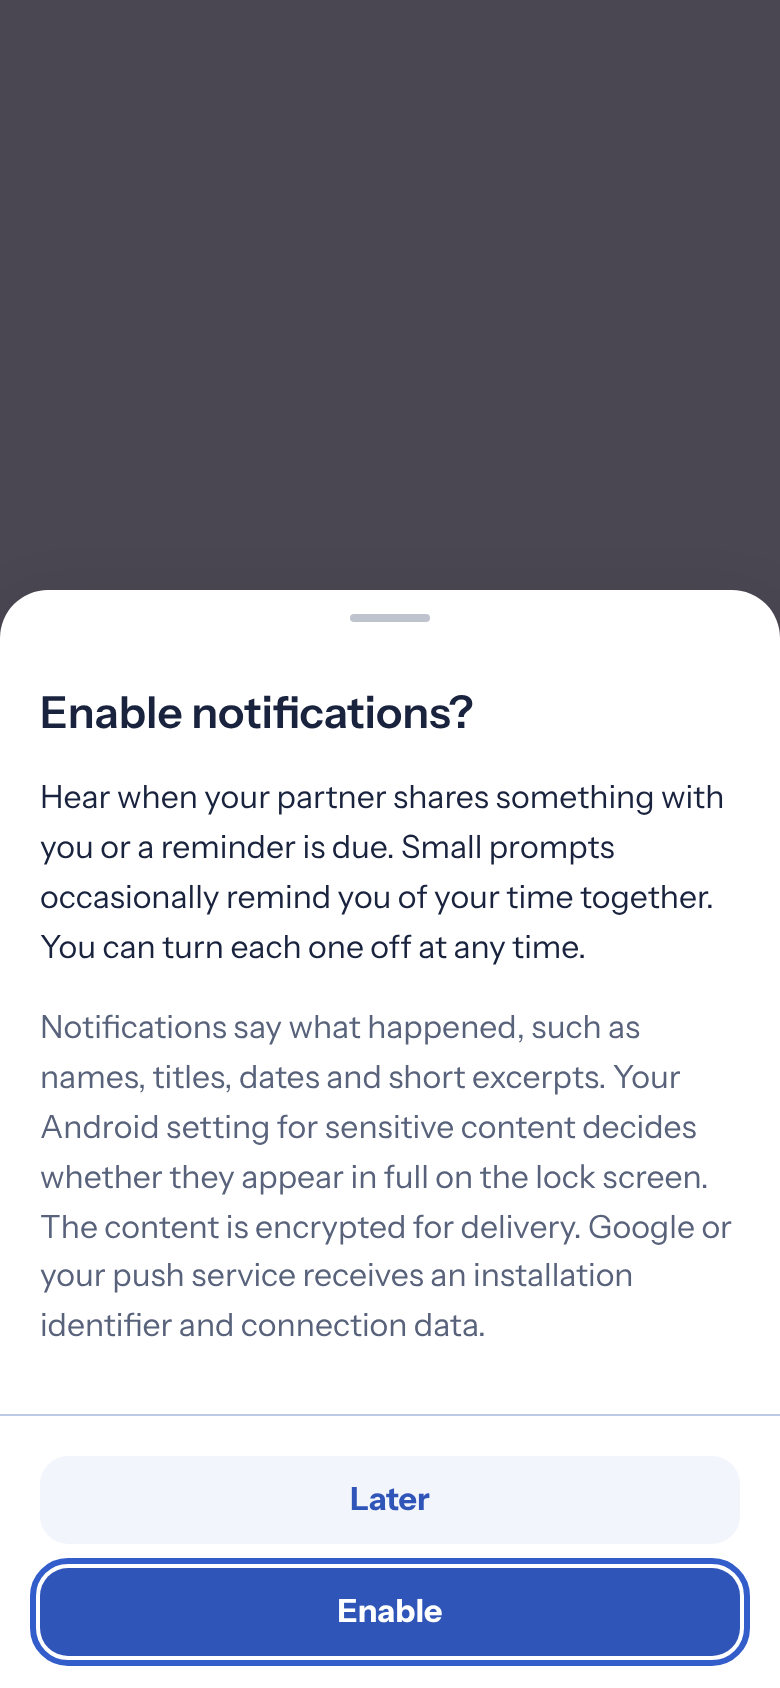 Enable notifications?
Hear when your partner shares something with
you or a reminder is due. Small prompts
occasionally remind you of your time together.
You can turn each one off at any time.
Notifications say what happened, such as
names, titles, dates and short excerpts. Your
Android setting for sensitive content decides
whether they appear in full on the lock screen.
The content is encrypted for delivery. Google or
your push service receives an installation
identifier and connection data.
Later
Enable